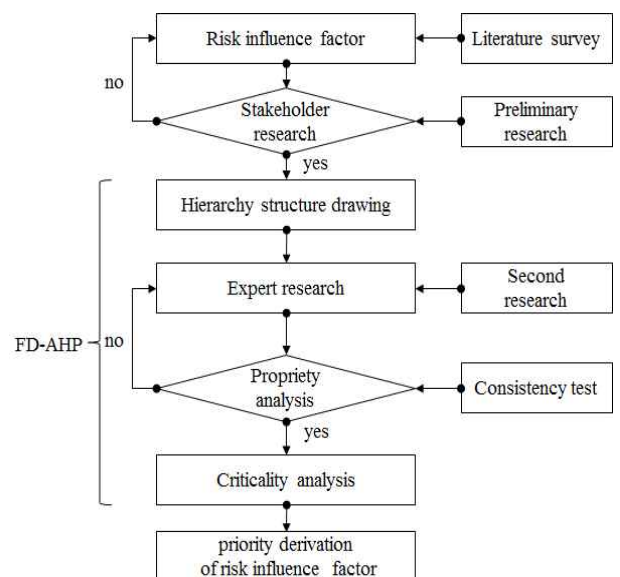 Risk influence factor
Literature survey
no
Stakeholder
research
Preliminary
research
yes
Hierarchy structure drawing
Expert research
Second
research
FD-AHP
no
Propriety
analysis
Consistency test
yes
Criticality analysis
priority derivation
of risk influence factor